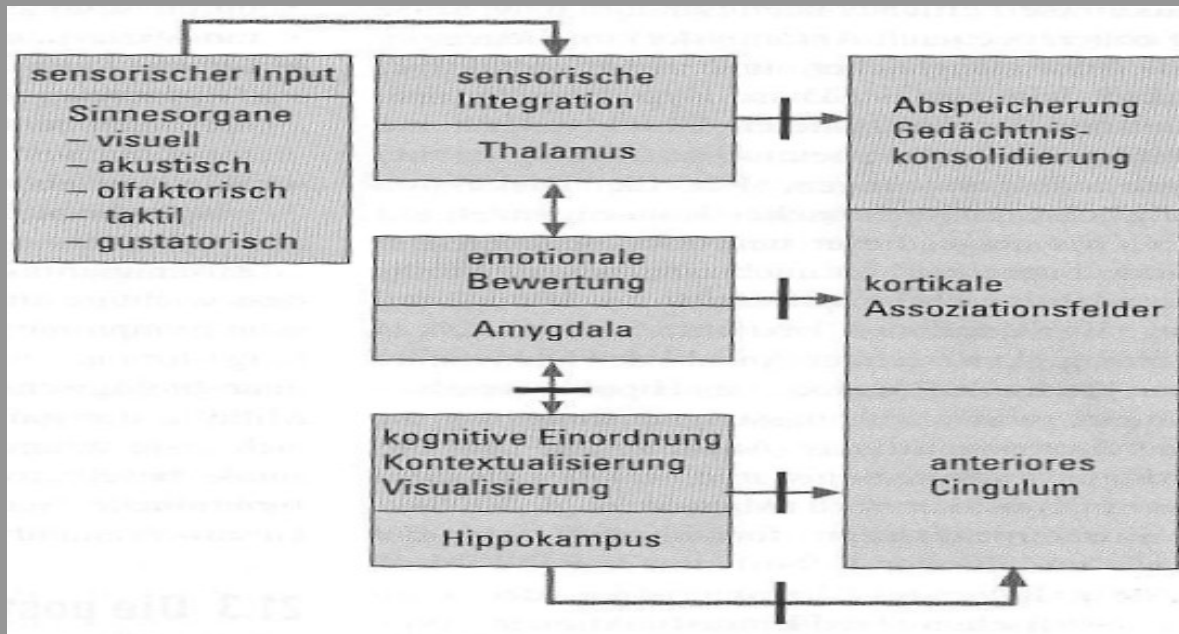 sensorischer Input
Sinnesorgane
– visuell
– akustisch
– olfaktorisch
– taktil
– gustatorisch
sensorische
Integration
Thalamus
emotionale
Bewertung
Amygdala
kognitive Einordnung
Kontextualisierung
Visualisierung
Hippokampus
Abspeicherung
Gedächtnis-
konsolidierung
kortikale
Assoziationsfelder
anteriores
Cingulum